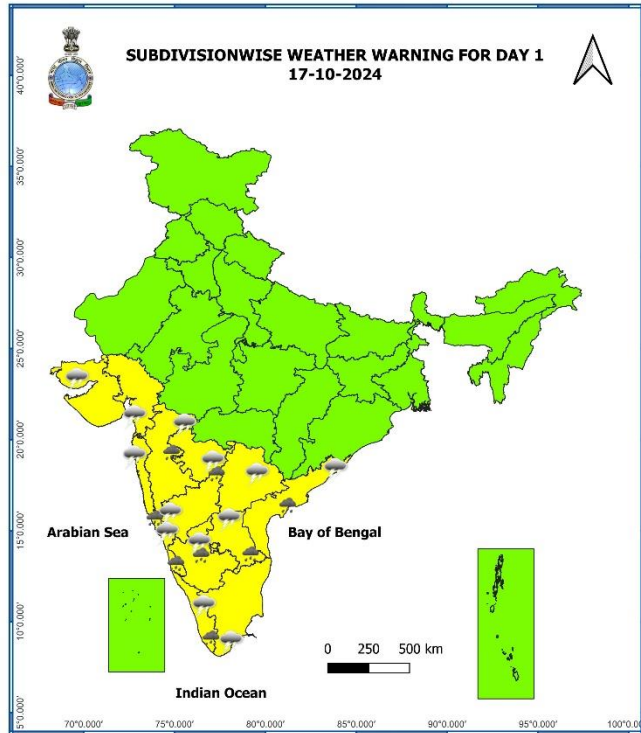 SUBDIVISIONWISE WEATHER WARNING FOR DAY 1
17-10-2024
40°0.000'
35°0.000'
30°0.000'
25°0.000'
20°0.000'
15°0.000'
10°0.000'
5°0.000'
Arabian Sea
Bay of Bengal
0 250 500 km
Indian Ocean
70°0.000' 75°0.000' 80°0.000' 85°0.000' 90°0.000' 95°0.000'